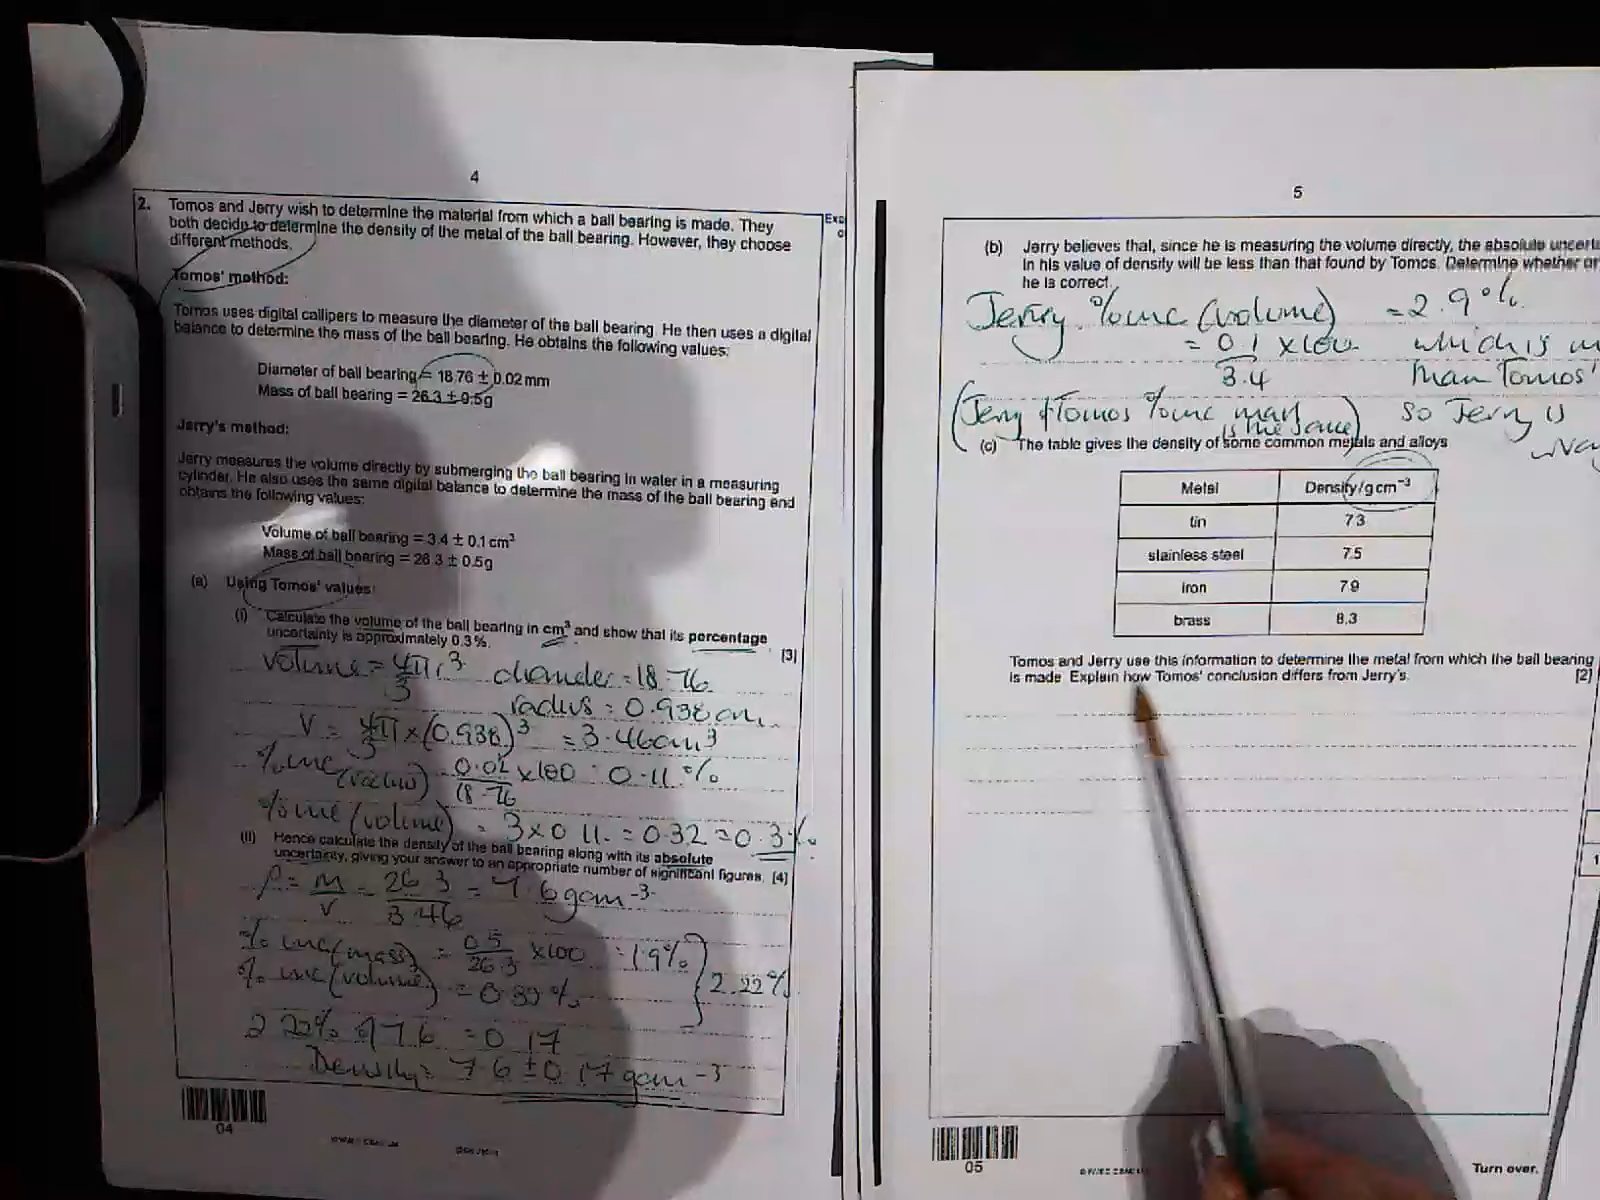 4
2. Tomos and Jerry wish to determine the material from which a ball bearing is made. They
both decide to determine the density of the metal of the ball bearing. However, they choose
different methods.
Tomos' method:
Tomos uses digital callipers to measure the diameter of the ball bearing. He then uses a digital
balance to determine the mass of the ball bearing. He obtains the following values:
Diameter of ball bearing = 18.76 ± 0.02 mm
Mass of ball bearing = 26.3 ± 0.5g
Jerry's method:
Jerry measures the volume directly by submerging the ball bearing in water in a measuring
cylinder. He also uses the same digital balance to determine the mass of the ball bearing and
obtains the following values:
Volume of ball bearing = 3.4 ± 0.1 cm³
Mass of ball bearing = 26.3 ± 0.5g
(a) Using Tomos' values:
(i) Calculate the volume of the ball bearing in cm³ and show that its percentage
uncertainty is approximately 0.3%. [3]
volume = 4πr³ diameter = 18.76
3 radius = 0.938 cm
V = 4π × (0.938)³ = 3.46cm³
3
% unc (radius) 0.02 × 100 = 0.11 %
18.76
% unc (volume) = 3 × 0.11. = 0.32 = 0.3%
(ii) Hence calculate the density of the ball bearing along with its absolute
uncertainty, giving your answer to an appropriate number of significant figures. [4]
ρ = m = 26.3 = 7.6 gcm⁻³
V 3.46
% unc (mass) = 0.5 × 100 = 1.9%
26.3
% unc (volume) = 0.32 % } 2.22%
2.22% of 7.6 = 0.17
Density = 7.6 ± 0.17 gcm⁻³
04
5
(b) Jerry believes that, since he is measuring the volume directly, the absolute
in his value of density will be less than that found by Tomos. Determine whether or
he is correct.
Jerry % unc (volume) = 2.9%.
= 0.1 × 100 which is
3.4 than Tomos'
(Jerry & Tomos % unc mass is the same) so Jerry is
(c) The table gives the density of some common metals and alloys
Metal Density/gcm⁻³
tin 7.3
stainless steel 7.5
iron 7.9
brass 8.3
Tomos and Jerry use this information to determine the metal from which the ball bearing
is made. Explain how Tomos' conclusion differs from Jerry's. [2]
05
Turn over.